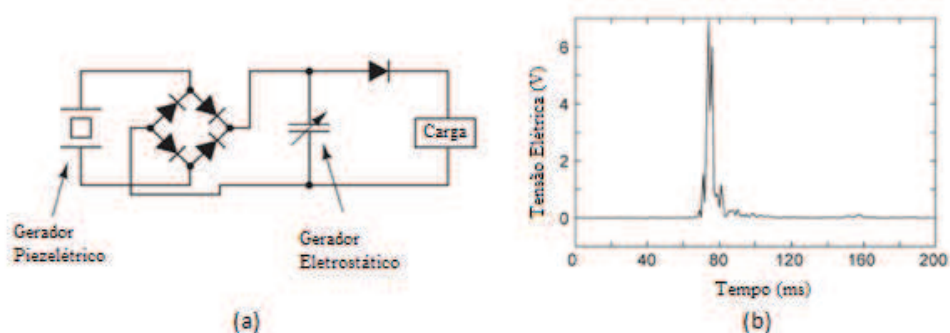 Carga
Gerador
Piezelétrico
Gerador
Eletrostático
(a)
Tensão Elétrica (V)
6
4
2
0
0 40 80 120 160 200
Tempo (ms)
(b)